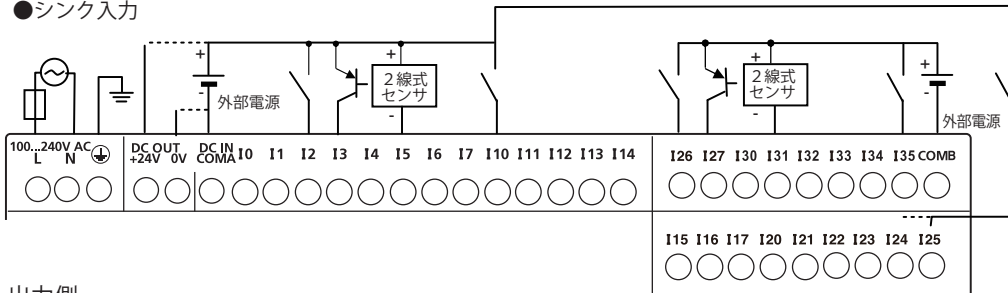 ●シンク入力
+
-
外部電源
+
2線式
センサ
-
+
2線式
センサ
-
+
-
外部電源
100...240V AC
L N
DC OUT
+24V 0V
DC IN
COMA
I0 I1 I2 I3 I4 I5 I6 I7 I10 I11 I12 I13 I14
I26 I27 I30 I31 I32 I33 I34 I35 COMB
I15 I16 I17 I20 I21 I22 I23 I24 I25